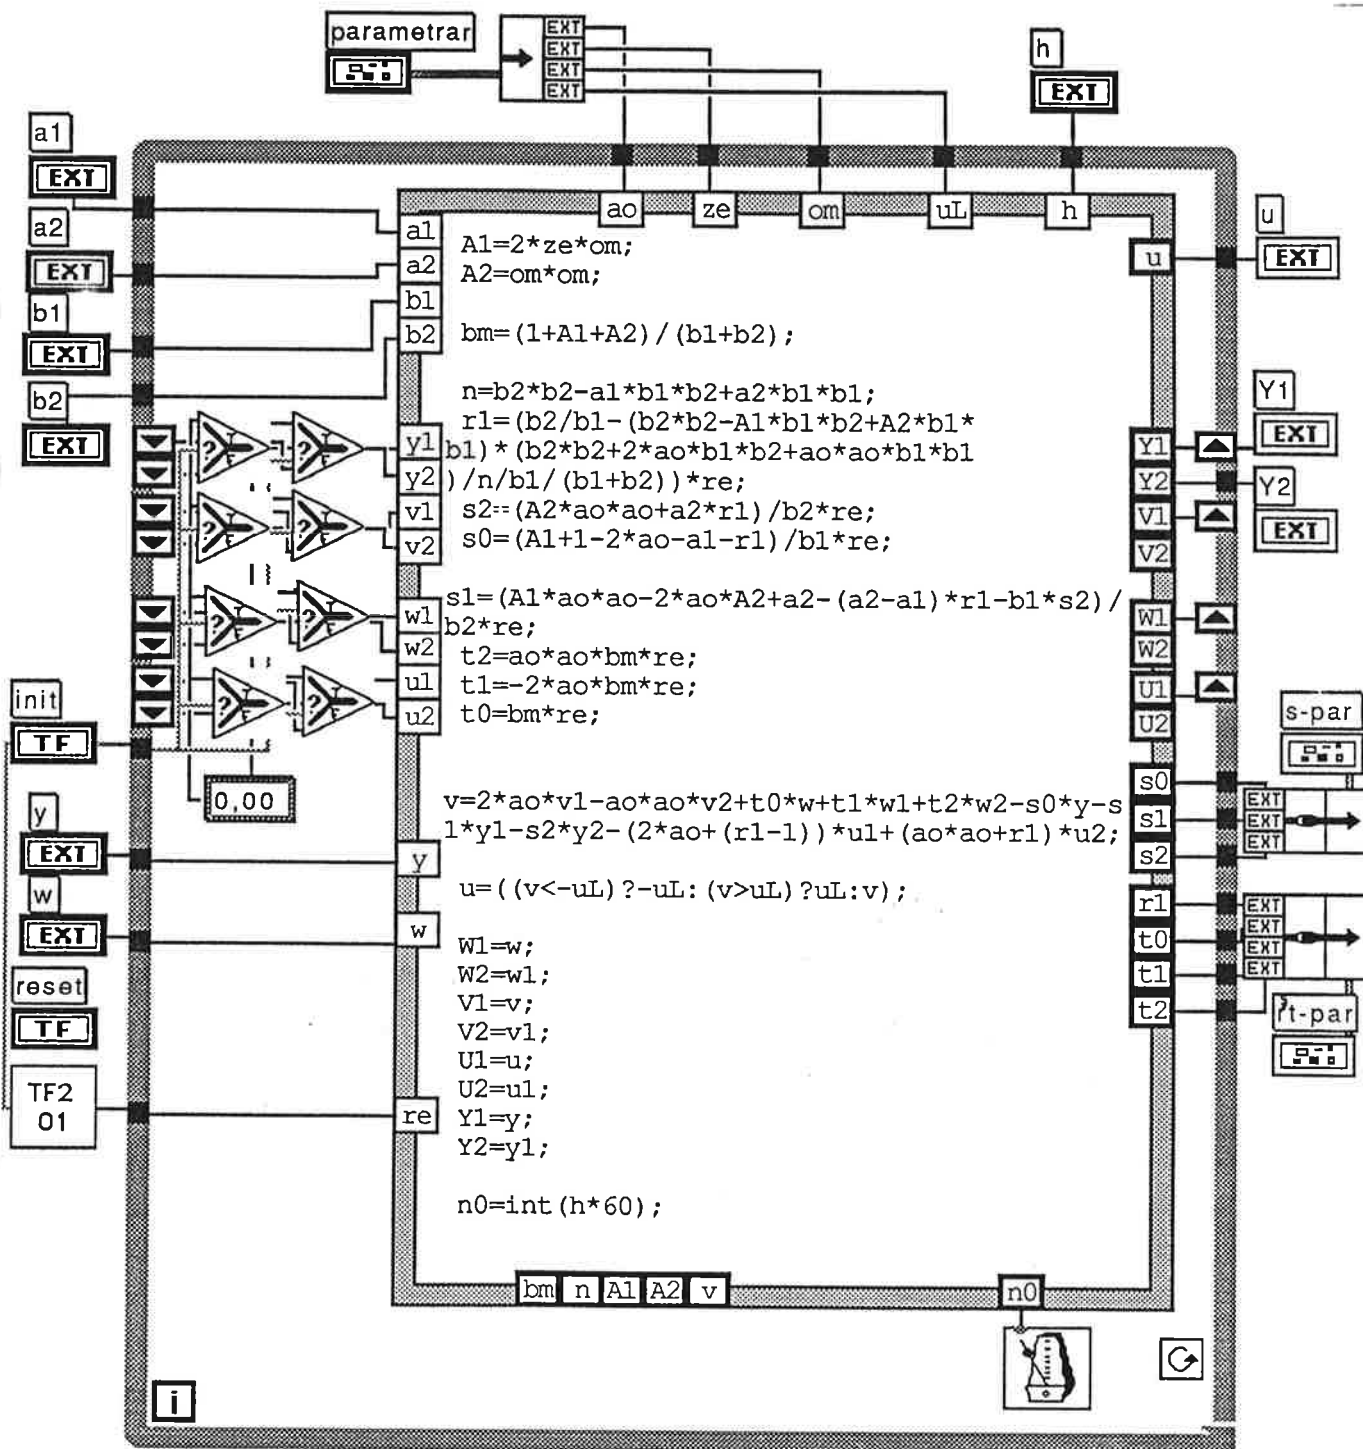 parametrar
EXT
EXT
EXT
EXT
h
EXT
a1
EXT
a2
EXT
b1
EXT
b2
EXT
ao
ze
om
uL
h
a1
a2
b1
b2
y1
y2
v1
v2
w1
w2
u1
u2
y
w
re
A1=2*ze*om;
A2=om*om;
bm=(1+A1+A2)/(b1+b2);
n=b2*b2-a1*b1*b2+a2*b1*b1;
r1=(b2/b1-(b2*b2-A1*b1*b2+A2*b1*
b1)*(b2*b2+2*ao*b1*b2+ao*ao*b1*b1
)/n/b1/(b1+b2))*re;
s2=(A2*ao*ao+a2*r1)/b2*re;
s0=(A1+1-2*ao-a1-r1)/b1*re;
s1=(A1*ao*ao-2*ao*A2+a2-(a2-a1)*r1-b1*s2)/
b2*re;
t2=ao*ao*bm*re;
t1=-2*ao*bm*re;
t0=bm*re;
v=2*ao*v1-ao*ao*v2+t0*w+t1*w1+t2*w2-s0*y-s
1*y1-s2*y2-(2*ao+(r1-1))*u1+(ao*ao+r1)*u2;
u=((v<-uL)?-uL:(v>uL)?uL:v);
W1=w;
W2=w1;
V1=v;
V2=v1;
U1=u;
U2=u1;
Y1=y;
Y2=y1;
n0=int(h*60);
? T F
? T F
? T F
? T F
? T F
? T F
? T F
? T F
0,00
init
TF
y
EXT
w
EXT
reset
TF
TF2
01
i
bm
n
A1
A2
v
n0
u
Y1
Y2
V1
V2
W1
W2
U1
U2
s0
s1
s2
r1
t0
t1
t2
u
EXT
Y1
EXT
Y2
EXT
s-par
EXT
EXT
EXT
EXT
EXT
EXT
EXT
rt-par